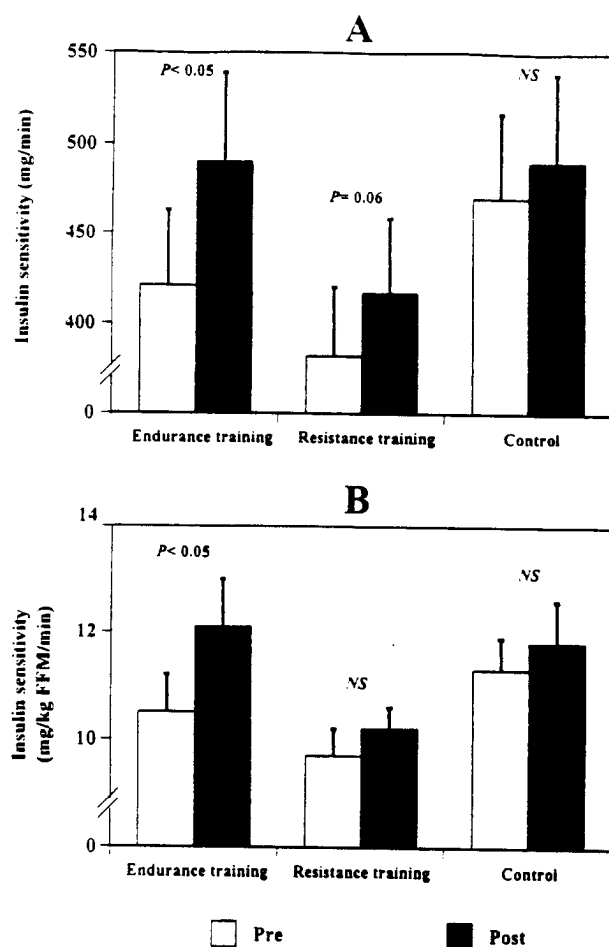 A
550
500
450
400
0
Insulin sensitivity (mg/min)
P< 0.05
P= 0.06
NS
Endurance training Resistance training Control
B
14
12
10
0
Insulin sensitivity
(mg/kg FFM/min)
P< 0.05
NS
NS
Endurance training Resistance training Control
Pre Post